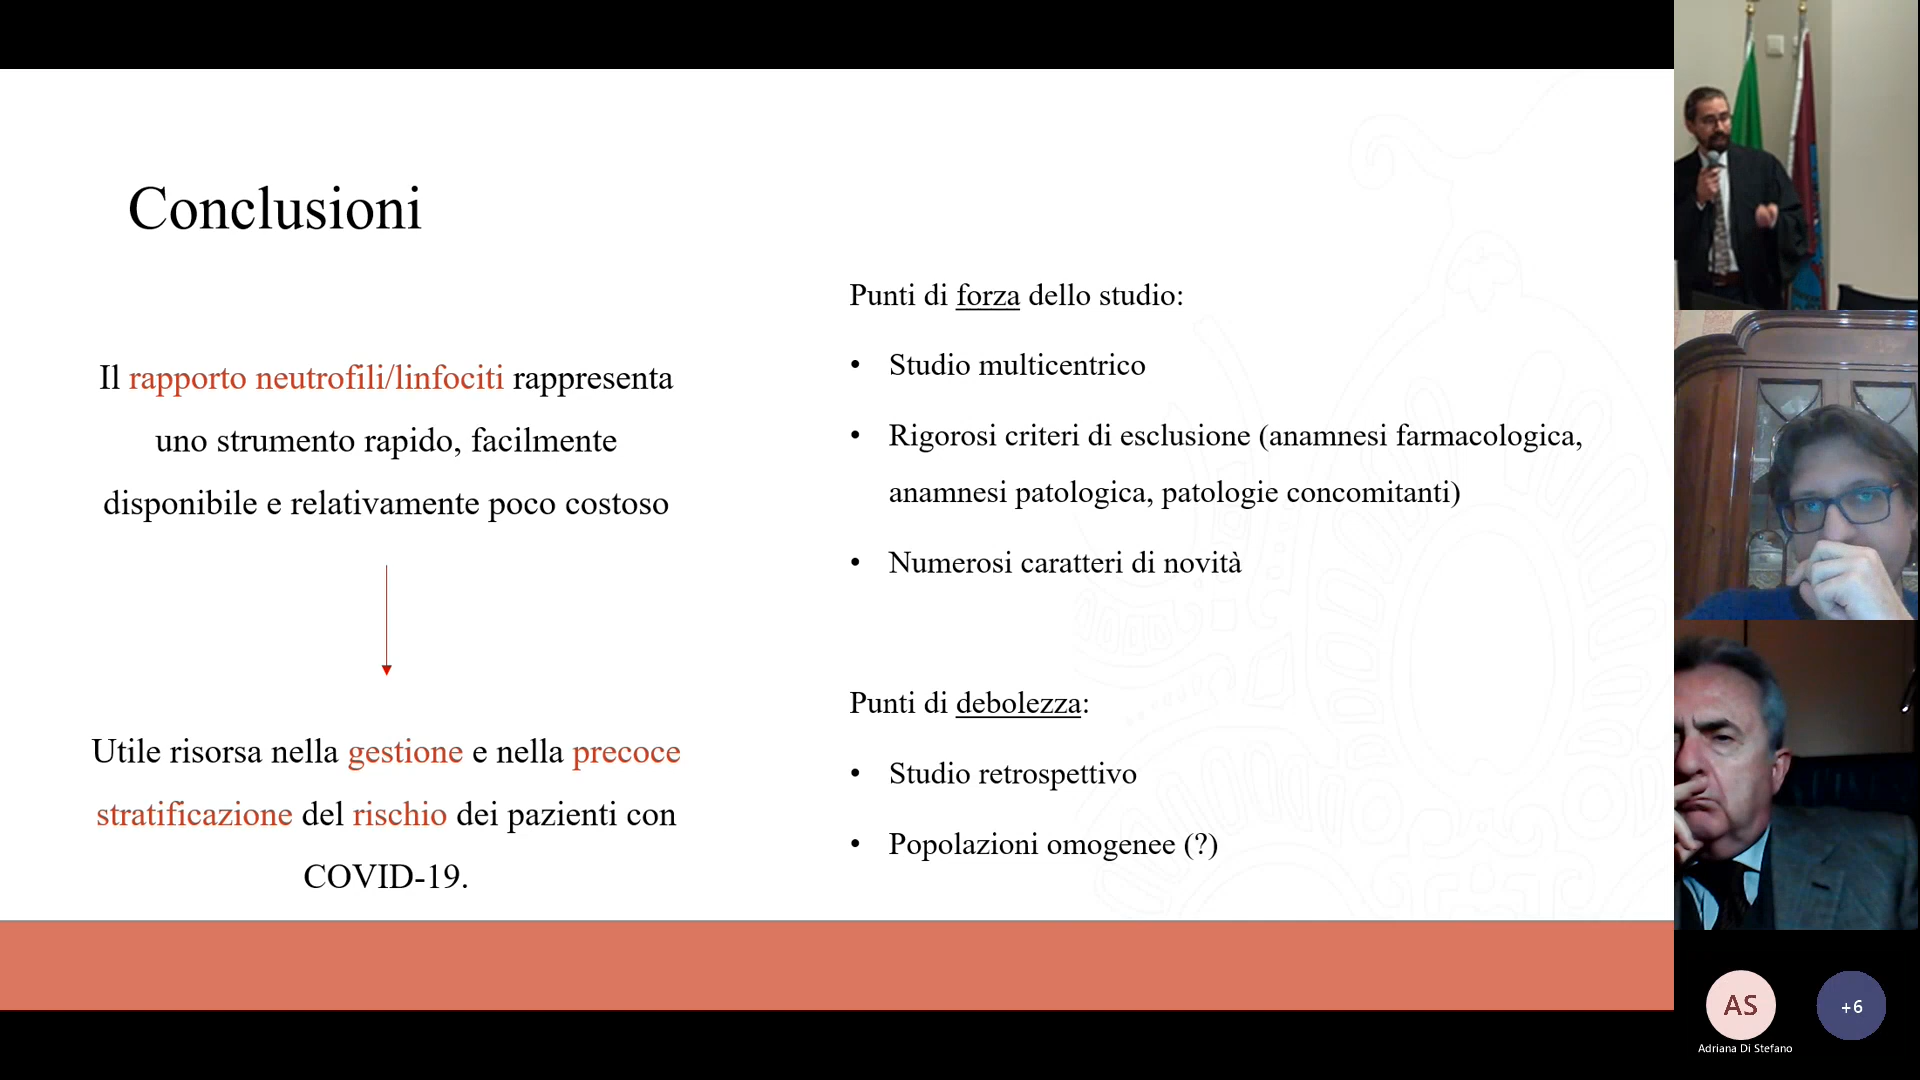 Conclusioni
Il rapporto neutrofili/linfociti rappresenta
uno strumento rapido, facilmente
disponibile e relativamente poco costoso
Utile risorsa nella gestione e nella precoce
stratificazione del rischio dei pazienti con
COVID-19.
Punti di forza dello studio:
• Studio multicentrico
• Rigorosi criteri di esclusione (anamnesi farmacologica,
anamnesi patologica, patologie concomitanti)
• Numerosi caratteri di novità
Punti di debolezza:
• Studio retrospettivo
• Popolazioni omogenee (?)
AS
+6
Adriana Di Stefano